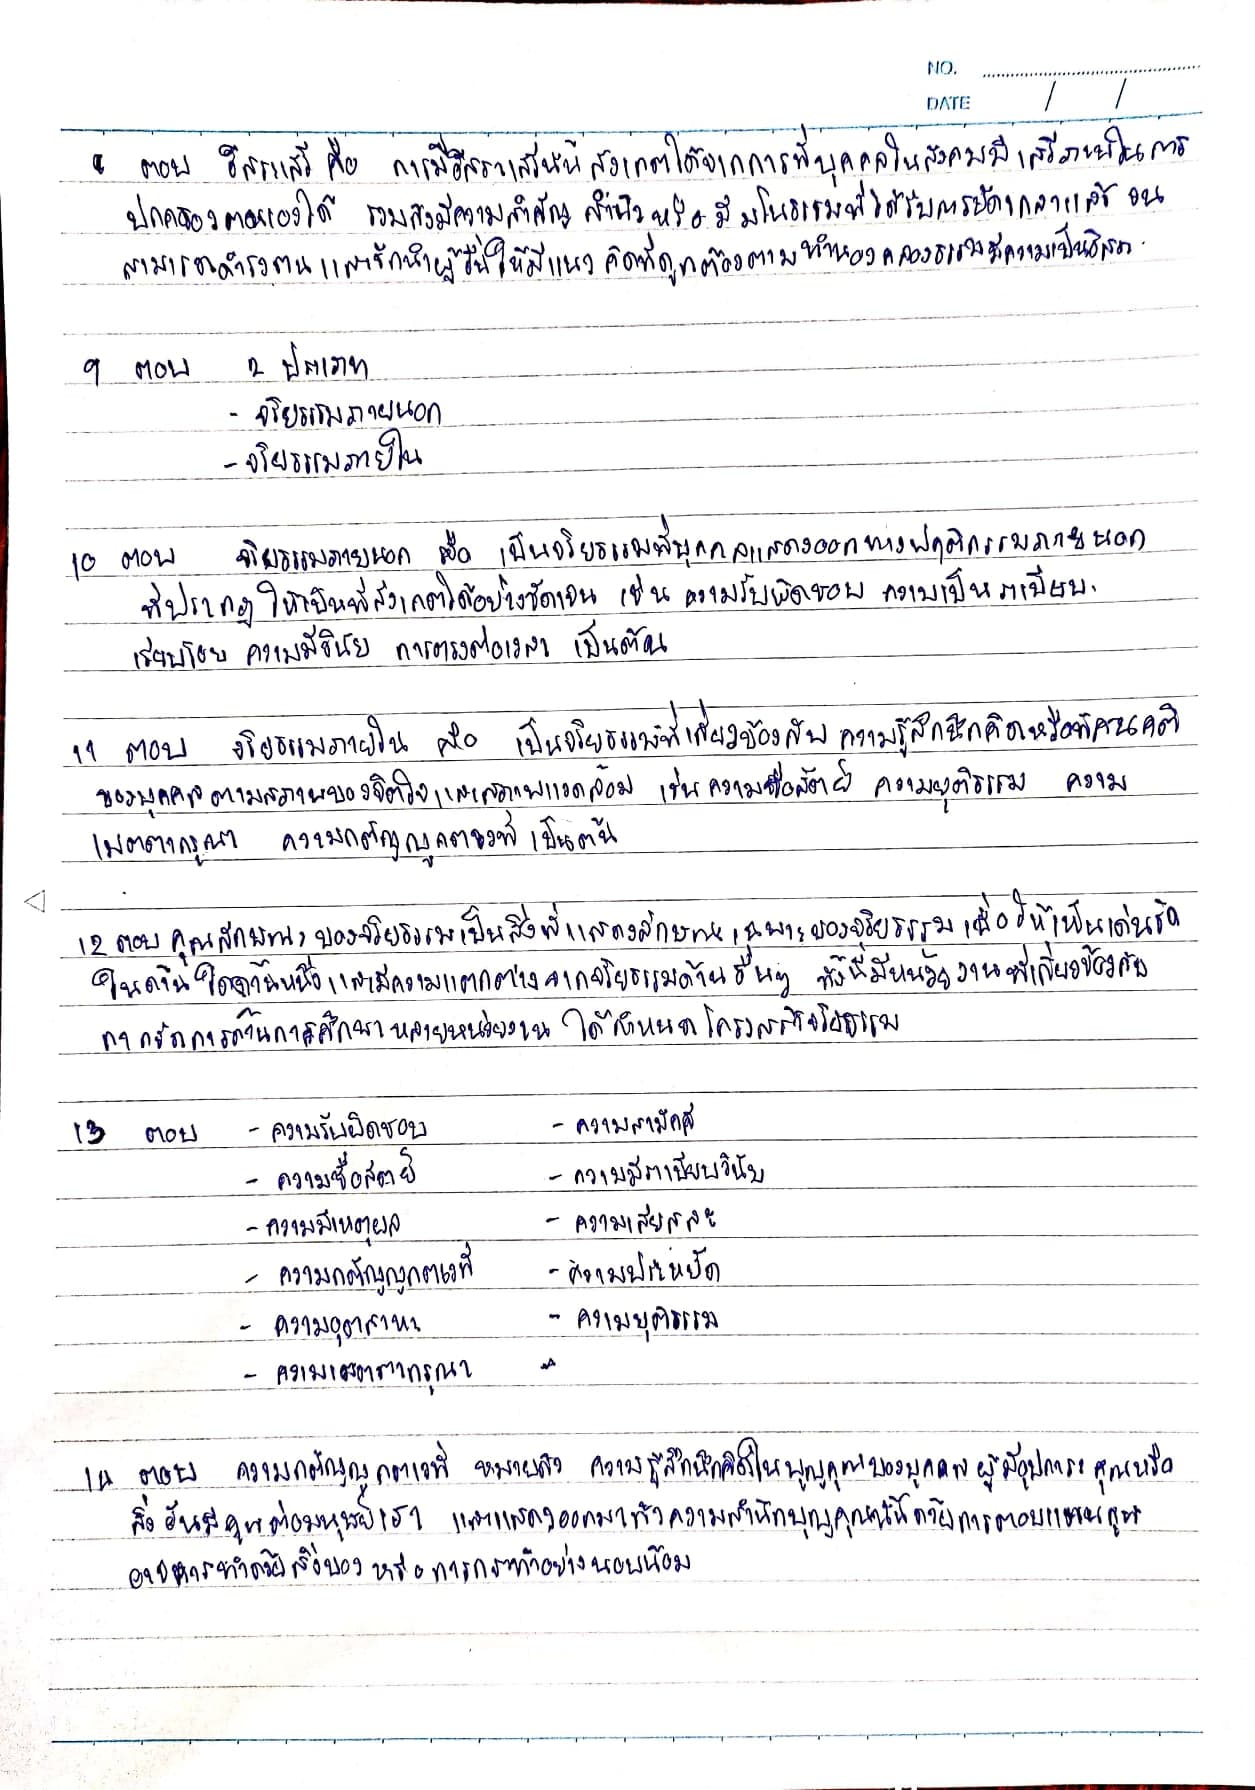 NO.
DATE / /
8 ตอบ อิสระเสรี คือ การมีอิสระเสรีนั้นสังเกตได้จากการที่บุคคลในสังคมมีเสรีภาพในการ
ปกครองตนเองได้ รวมถึงมีความสำคัญ สำนึก หรือ มีมโนธรรมที่ได้รับการขัดเกลาแล้ว จน
สามารถดำรงตน และชักนำผู้อื่นให้มีแนวคิดที่ถูกต้องตามทำนองคลองธรรมมีความเป็นอิสระ
9 ตอบ 2 ประเภท
- จริยธรรมภายนอก
- จริยธรรมภายใน
10 ตอบ จริยธรรมภายนอก คือ เป็นจริยธรรมที่บุคคลแสดงออกทางพฤติกรรมภายนอก
ที่ปรากฏให้เห็นที่สังเกตได้อย่างชัดเจน เช่น ความรับผิดชอบ ความเป็นระเบียบ
เรียบร้อย ความมีวินัย การตรงต่อเวลา เป็นต้น
11 ตอบ จริยธรรมภายใน คือ เป็นจริยธรรมที่เกี่ยวข้องกับ ความรู้สึกนึกคิดหรือทัศนคติ
ของบุคคลตามสภาพของจิตใจและสภาพแวดล้อม เช่น ความซื่อสัตย์ ความยุติธรรม ความ
เมตตากรุณา ความกตัญญูกตเวที เป็นต้น
12 ตอบ คุณลักษณะของจริยธรรมเป็นสิ่งที่แสดงลักษณะเฉพาะของจริยธรรม เพื่อให้เห็นเด่นชัด
ในด้านใดด้านหนึ่ง และมีความแตกต่างจากจริยธรรมด้านอื่นๆ ทั้งนี้มีหน่วยงานที่เกี่ยวข้องกับ
การจัดการด้านการศึกษาหลายหน่วยงาน ได้กำหนดโครงสร้างจริยธรรม
13 ตอบ - ความรับผิดชอบ - ความสามัคคี
- ความซื่อสัตย์ - ความมีระเบียบวินัย
- ความมีเหตุผล - ความเสียสละ
- ความกตัญญูกตเวที - ความประหยัด
- ความอุตสาหะ - ความยุติธรรม
- ความเมตตากรุณา -
14 ตอบ ความกตัญญูกตเวที หมายถึง ความรู้สึกนึกคิดในบุญคุณของบุคคล ผู้มีอุปการะคุณหรือ
สิ่งอันมีคุณต่อมนุษย์เรา และแสดงออกมาถึงความสำนึกบุญคุณนั้นด้วยการตอบแทนคุณ
อาจกระทำด้วยสิ่งของ หรือการกระทำอย่างนอบน้อม